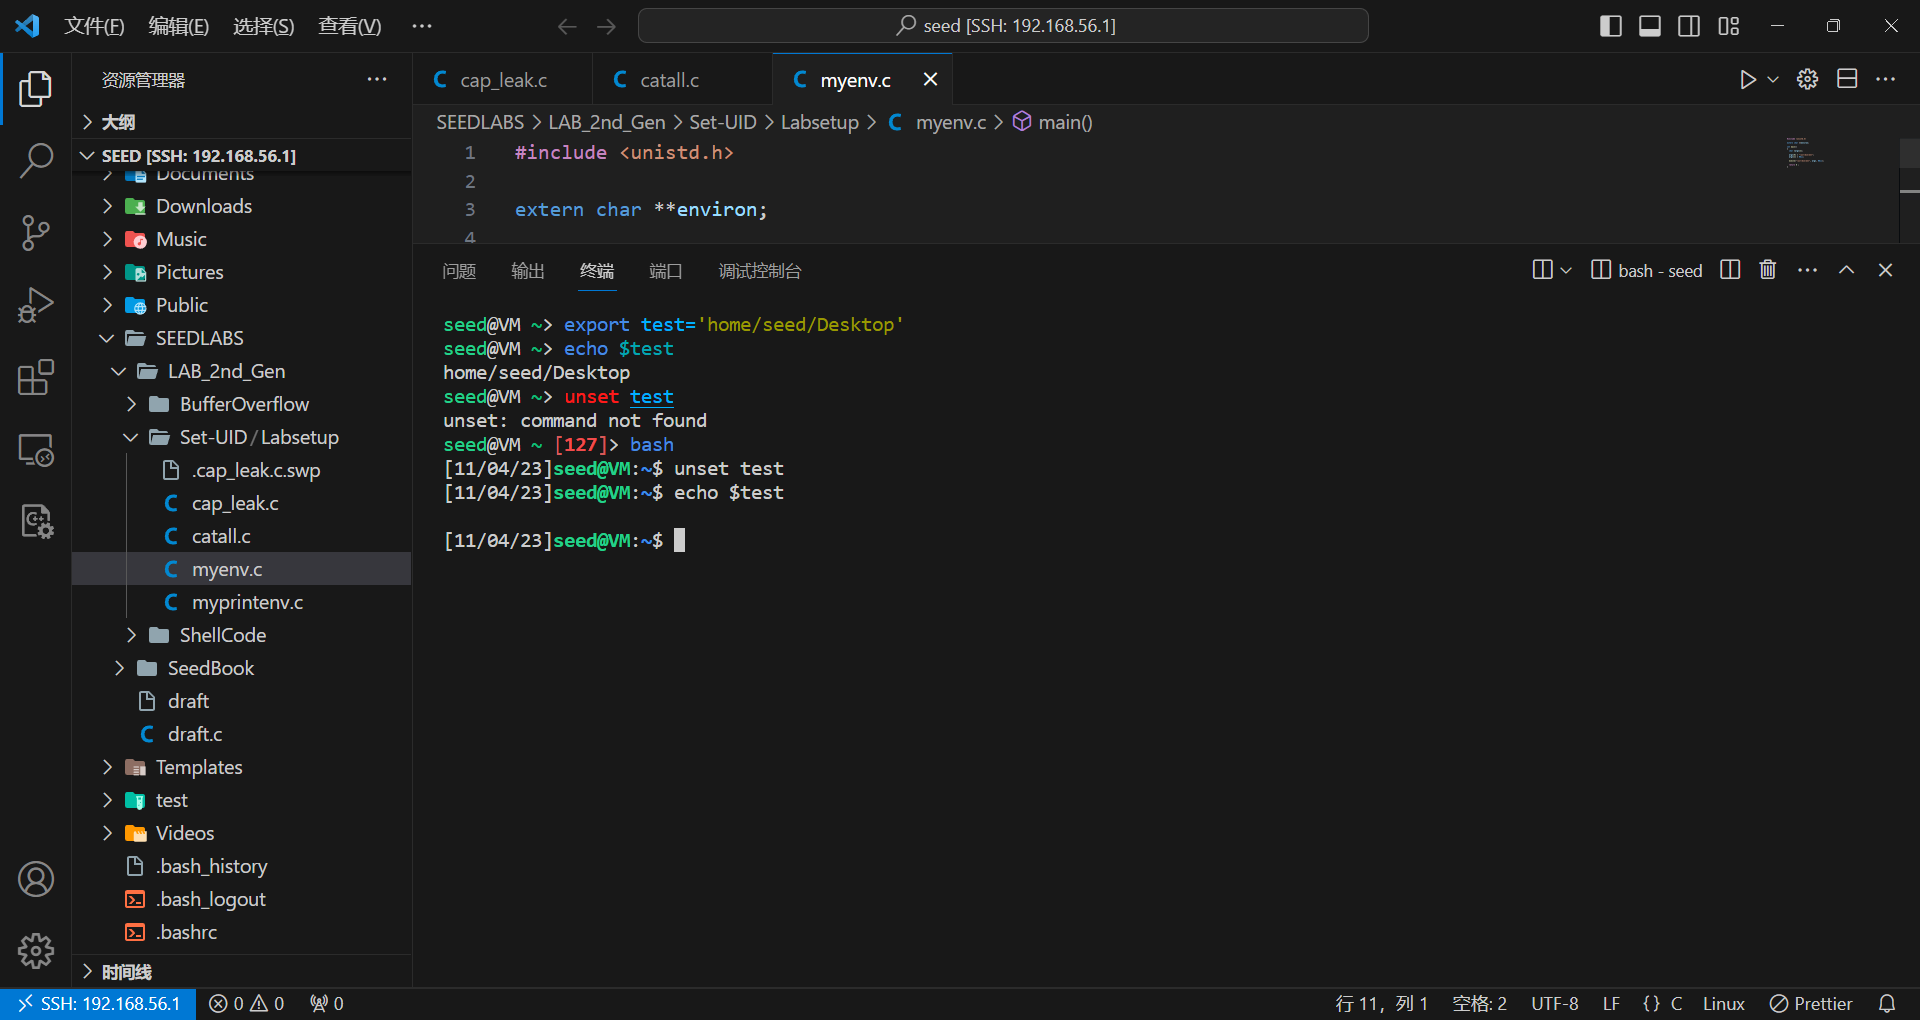 文件(F) 编辑(E) 选择(S) 查看(V) ···
seed [SSH: 192.168.56.1]
资源管理器
大纲
SEED [SSH: 192.168.56.1]
Documents
Downloads
Music
Pictures
Public
SEEDLABS
LAB_2nd_Gen
BufferOverflow
Set-UID / Labsetup
.cap_leak.c.swp
cap_leak.c
catall.c
myenv.c
myprintenv.c
ShellCode
SeedBook
draft
draft.c
Templates
test
Videos
.bash_history
.bash_logout
.bashrc
时间线
cap_leak.c catall.c myenv.c
SEEDLABS > LAB_2nd_Gen > Set-UID > Labsetup > C myenv.c > main()
1 #include <unistd.h>
2
3 extern char **environ;
4
问题 输出 终端 端口 调试控制台
bash - seed
seed@VM ~> export test='home/seed/Desktop'
seed@VM ~> echo $test
home/seed/Desktop
seed@VM ~> unset test
unset: command not found
seed@VM ~ [127]> bash
[11/04/23]seed@VM:~$ unset test
[11/04/23]seed@VM:~$ echo $test
[11/04/23]seed@VM:~$
SSH: 192.168.56.1 0 0 0
行 11，列 1 空格: 2 UTF-8 LF {} C Linux Prettier